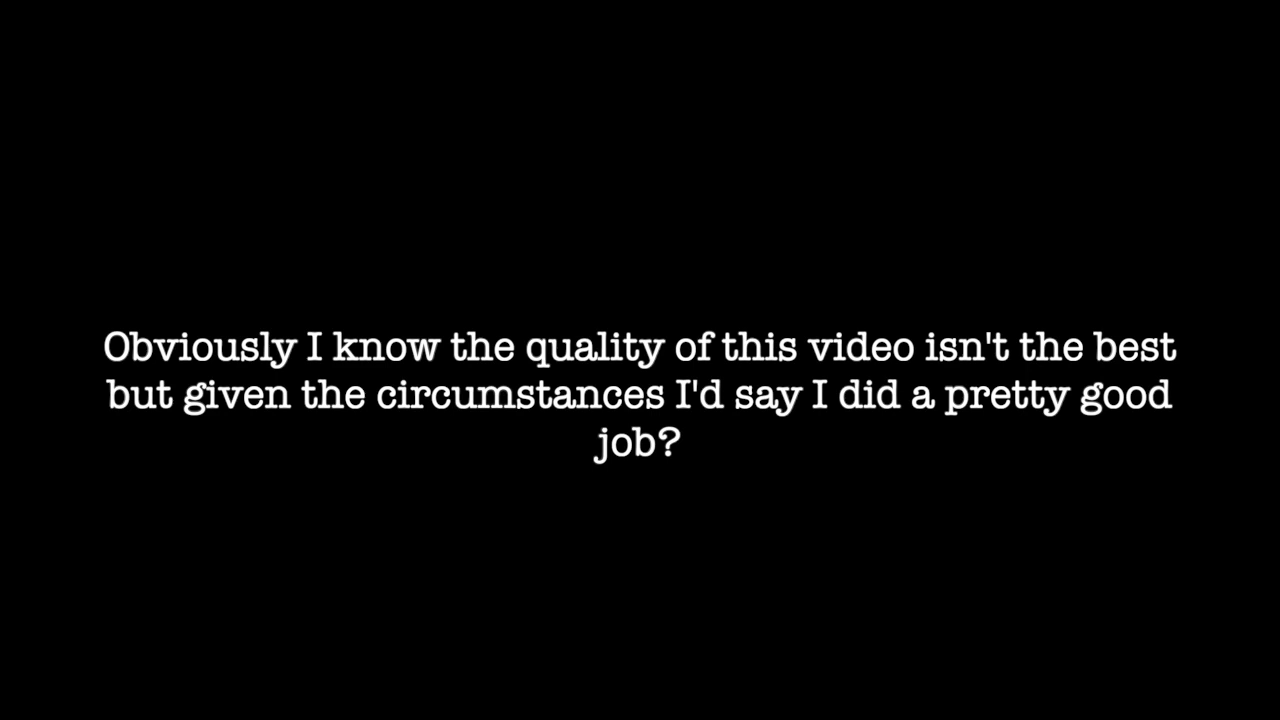 Obviously I know the quality of this video isn't the best
but given the circumstances I'd say I did a pretty good
job?